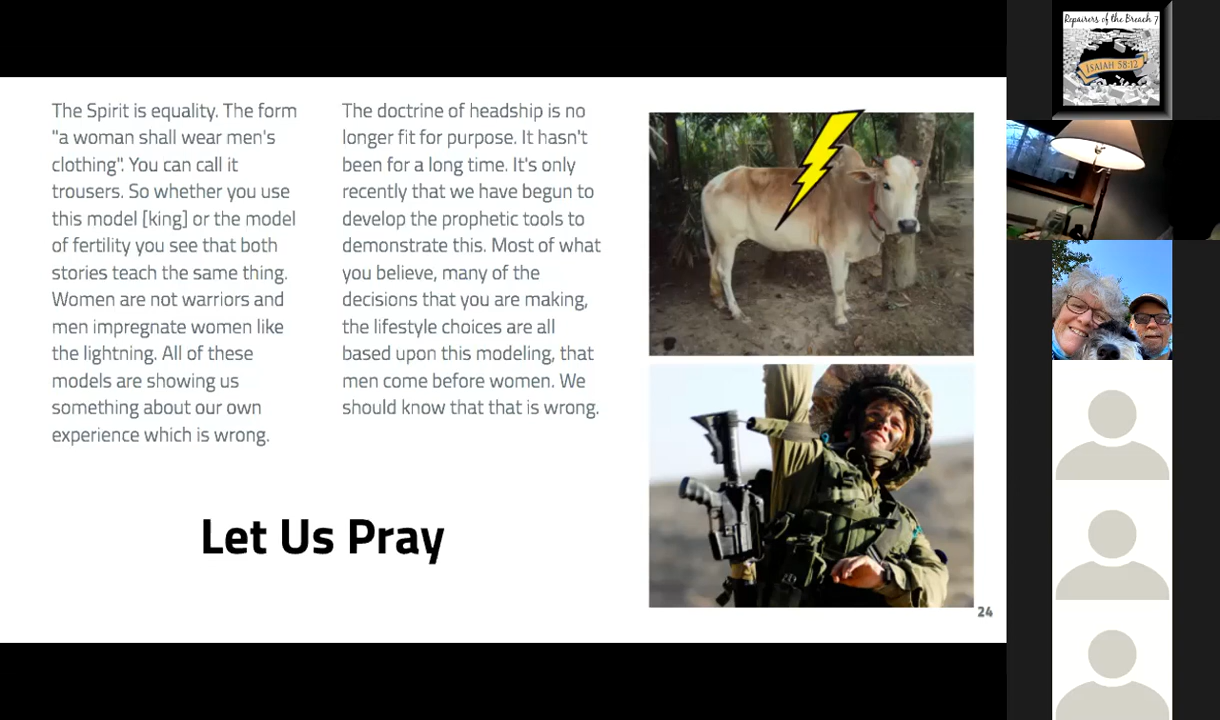 The Spirit is equality. The form
"a woman shall wear men's
clothing". You can call it
trousers. So whether you use
this model [king] or the model
of fertility you see that both
stories teach the same thing.
Women are not warriors and
men impregnate women like
the lightning. All of these
models are showing us
something about our own
experience which is wrong.
The doctrine of headship is no
longer fit for purpose. It hasn't
been for a long time. It's only
recently that we have begun to
develop the prophetic tools to
demonstrate this. Most of what
you believe, many of the
decisions that you are making,
the lifestyle choices are all
based upon this modeling, that
men come before women. We
should know that that is wrong.
Let Us Pray
24
Repairers of the Breach 7
ISAIAH 58:12